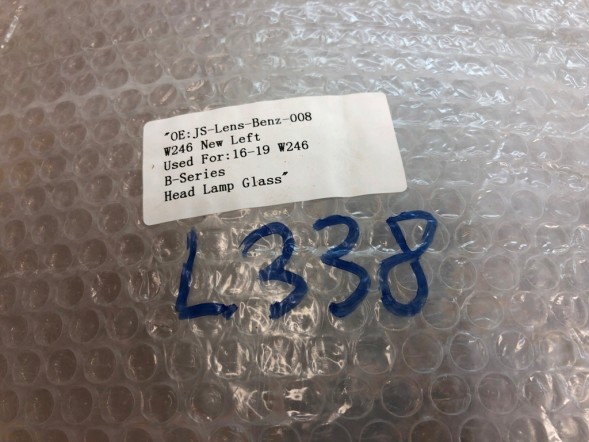 "OE:JS-Lens-Benz-008
W246 New Left
Used For:16-19 W246
B-Series
Head Lamp Glass"
L338